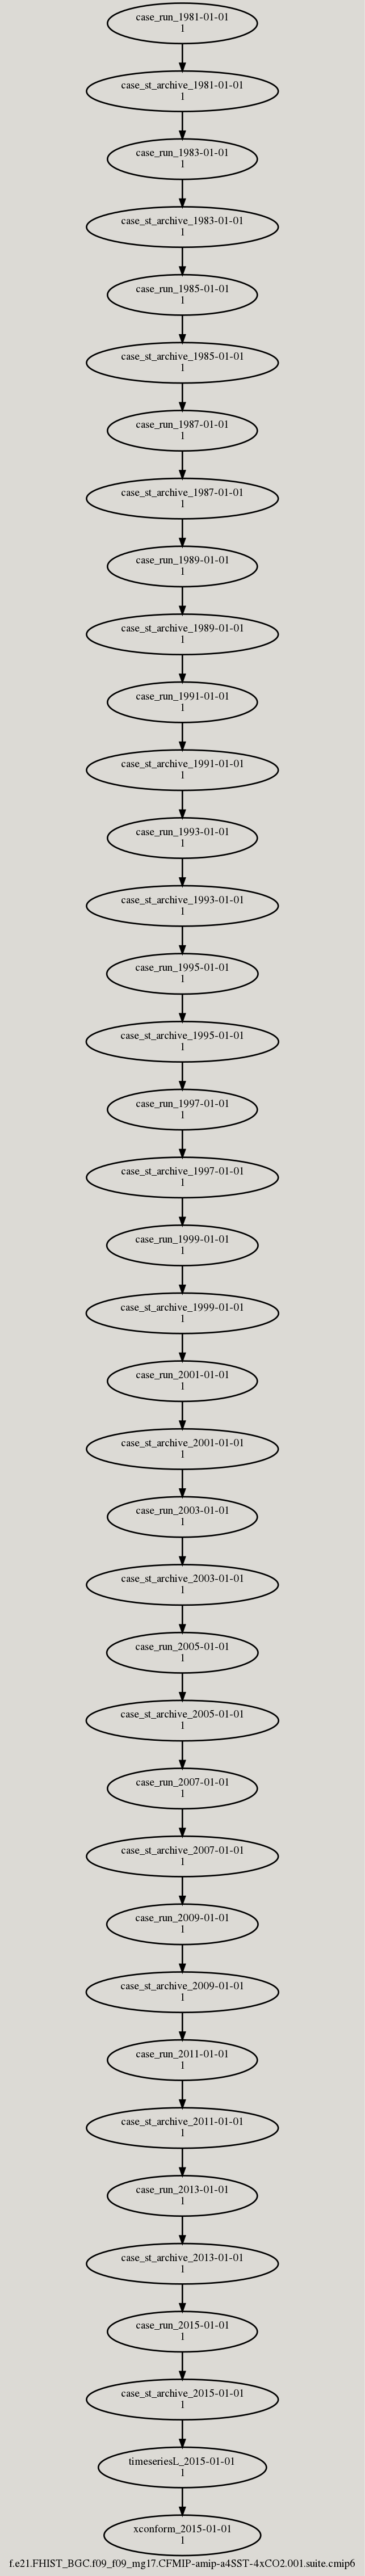 case_run_1981-01-01
1
case_st_archive_1981-01-01
1
case_run_1983-01-01
1
case_st_archive_1983-01-01
1
case_run_1985-01-01
1
case_st_archive_1985-01-01
1
case_run_1987-01-01
1
case_st_archive_1987-01-01
1
case_run_1989-01-01
1
case_st_archive_1989-01-01
1
case_run_1991-01-01
1
case_st_archive_1991-01-01
1
case_run_1993-01-01
1
case_st_archive_1993-01-01
1
case_run_1995-01-01
1
case_st_archive_1995-01-01
1
case_run_1997-01-01
1
case_st_archive_1997-01-01
1
case_run_1999-01-01
1
case_st_archive_1999-01-01
1
case_run_2001-01-01
1
case_st_archive_2001-01-01
1
case_run_2003-01-01
1
case_st_archive_2003-01-01
1
case_run_2005-01-01
1
case_st_archive_2005-01-01
1
case_run_2007-01-01
1
case_st_archive_2007-01-01
1
case_run_2009-01-01
1
case_st_archive_2009-01-01
1
case_run_2011-01-01
1
case_st_archive_2011-01-01
1
case_run_2013-01-01
1
case_st_archive_2013-01-01
1
case_run_2015-01-01
1
case_st_archive_2015-01-01
1
timeseriesL_2015-01-01
1
xconform_2015-01-01
1
f.e21.FHIST_BGC.f09_f09_mg17.CFMIP-amip-a4SST-4xCO2.001.suite.cmip6